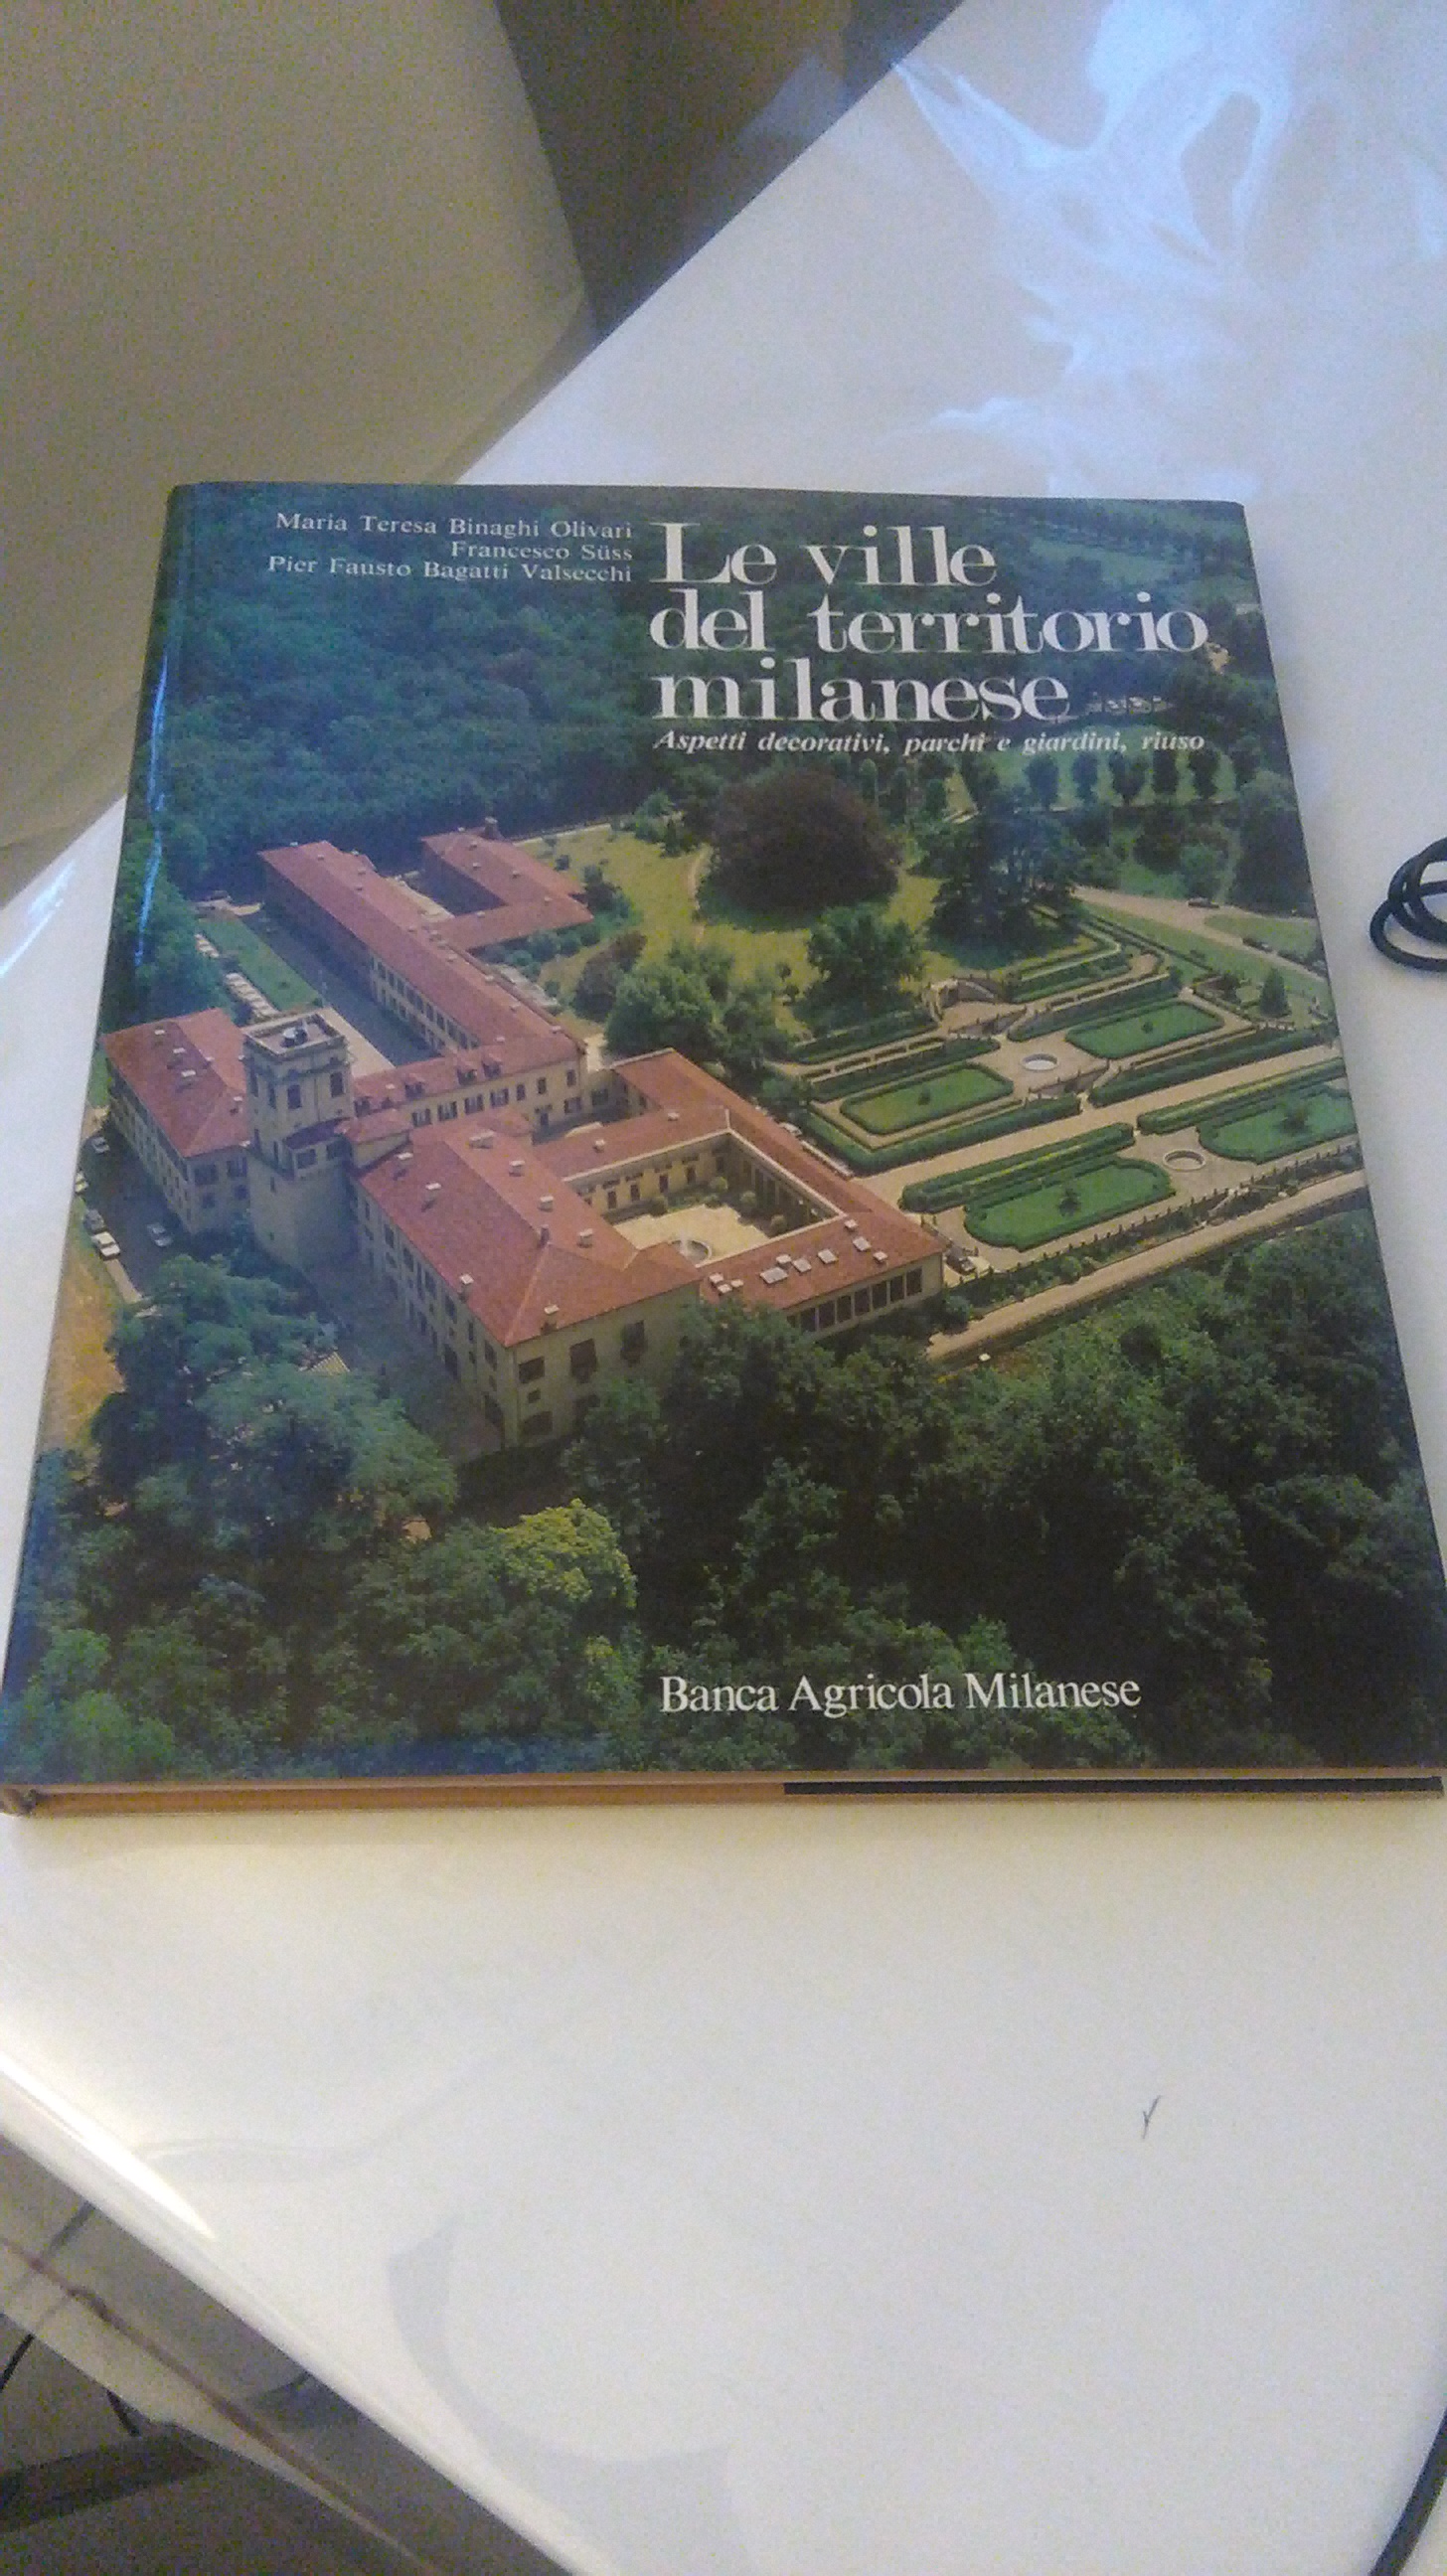 Maria Teresa Binaghi Olivari
Francesco Süss
Pier Fausto Bagatti Valsecchi
Le ville
del territorio
milanese
Aspetti decorativi, parchi e giardini, riuso
Banca Agricola Milanese